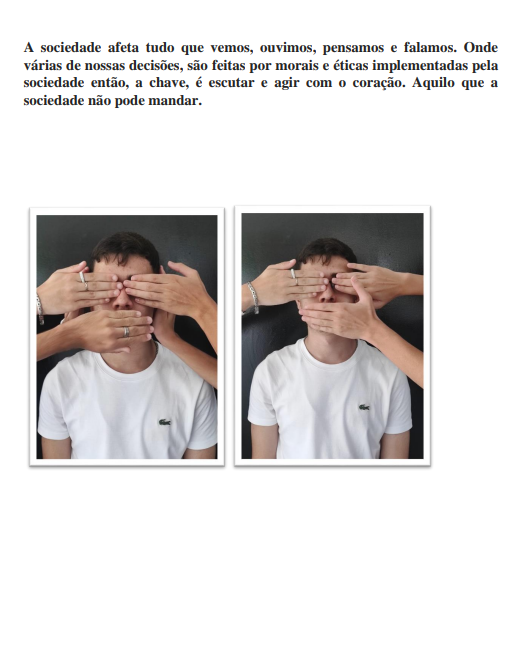 A sociedade afeta tudo que vemos, ouvimos, pensamos e falamos. Onde
várias de nossas decisões, são feitas por morais e éticas implementadas pela
sociedade então, a chave, é escutar e agir com o coração. Aquilo que a
sociedade não pode mandar.